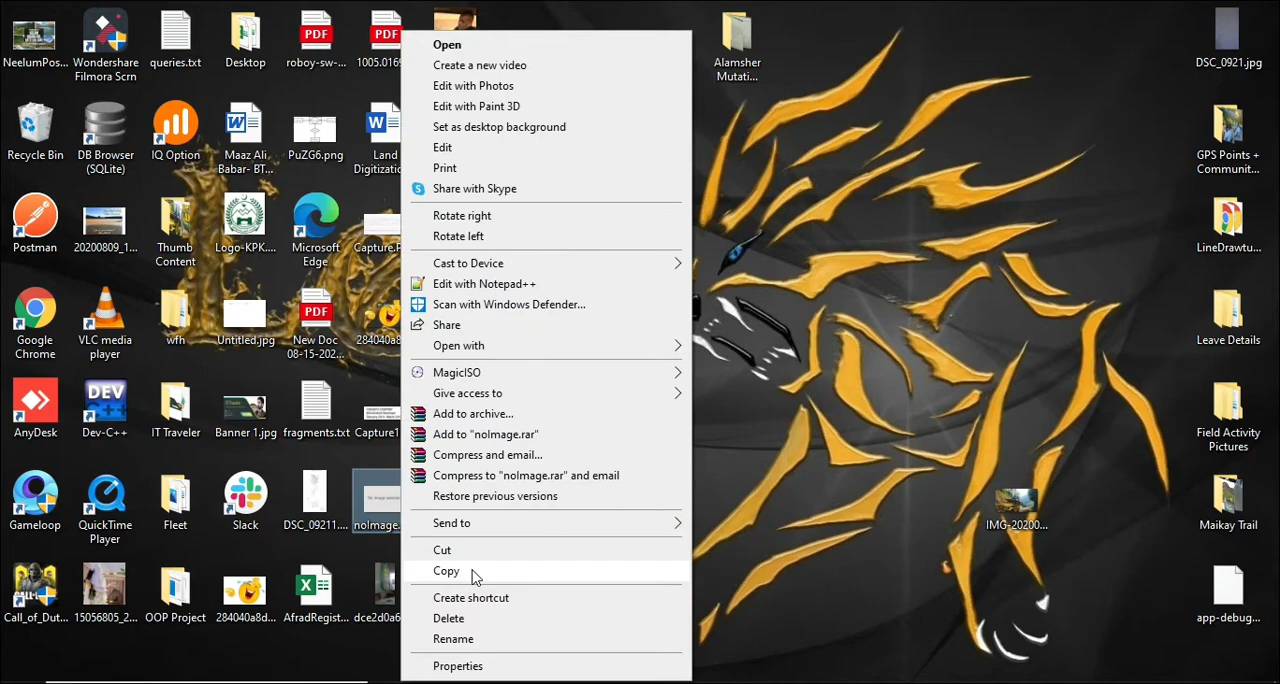 NeelumPos...
Wondershare
Filmora Scrn
queries.txt
Desktop
PDF
roboy-sw-...
PDF
1005.0169
Recycle Bin
DB Browser
(SQLite)
IQ Option
Maaz Ali
Babar- BT...
PuZG6.png
Land
Digitizatio
Postman
20200809_1...
Thumb
Content
Logo-KPK....
Microsoft
Edge
Capture.P
Google
Chrome
VLC media
player
wfh
Untitled.jpg
PDF
New Doc
08-15-202...
284040a8
AnyDesk
DEV
Dev-C++
IT Traveler
Banner 1.jpg
fragments.txt
Capture1
Gameloop
QuickTime
Player
Fleet
Slack
DSC_09211....
noImage.
Call_of_Dut...
15056805_2...
OOP Project
284040a8d...
AfradRegist...
dce2d0a6
Open
Create a new video
Edit with Photos
Edit with Paint 3D
Set as desktop background
Edit
Print
Share with Skype
Rotate right
Rotate left
Cast to Device
Edit with Notepad++
Scan with Windows Defender...
Share
Open with
MagicISO
Give access to
Add to archive...
Add to "noImage.rar"
Compress and email...
Compress to "noImage.rar" and email
Restore previous versions
Send to
Cut
Copy
Create shortcut
Delete
Rename
Properties
Alamsher
Mutati...
IMG-20200...
DSC_0921.jpg
GPS Points +
Communit...
LineDrawtu...
Leave Details
Field Activity
Pictures
Maikay Trail
app-debug...